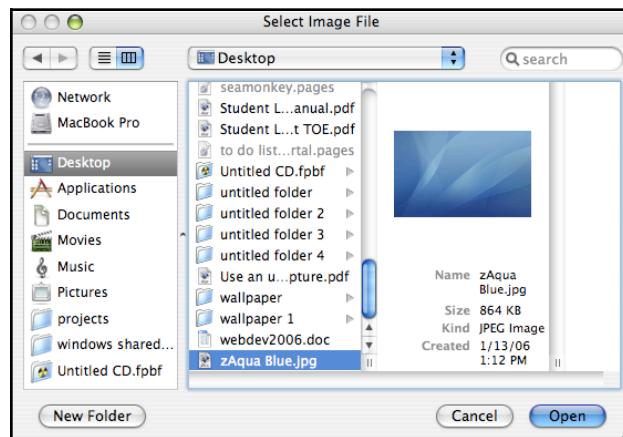 Select Image File
Desktop
search
Network
MacBook Pro
Desktop
Applications
Documents
Movies
Music
Pictures
projects
windows shared...
Untitled CD.fpbf
seamonkey.pages
Student L...anual.pdf
Student L...t TOE.pdf
to do list...rtal.pages
Untitled CD.fpbf
untitled folder
untitled folder 2
untitled folder 3
untitled folder 4
Use an u...pture.pdf
wallpaper
wallpaper 1
webdev2006.doc
zAqua Blue.jpg
Name zAqua
Blue.jpg
Size 864 KB
Kind JPEG Image
Created 1/13/06
1:12 PM
New Folder
Cancel
Open